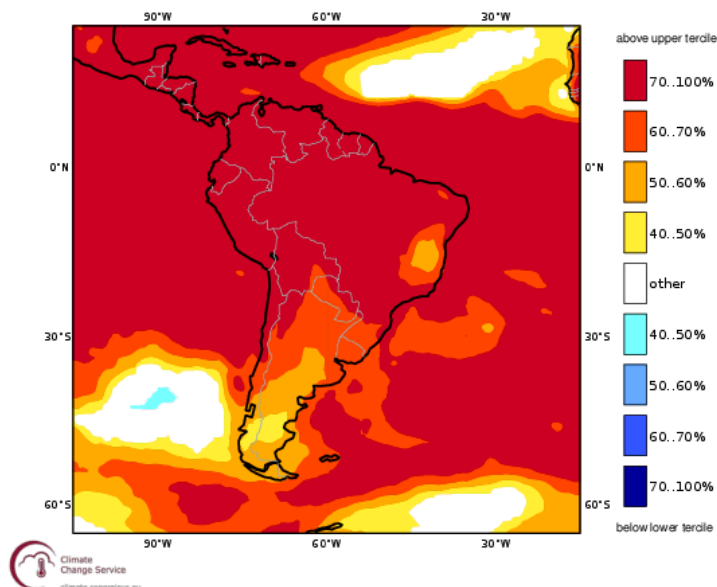 90°W 60°W 30°W
above upper tercile
70..100%
60..70%
50..60%
40..50%
other
40..50%
50..60%
60..70%
70..100%
below lower tercile
0°N
0°N
30°S
30°S
60°S
60°S
90°W 60°W 30°W
Climate
Change Service